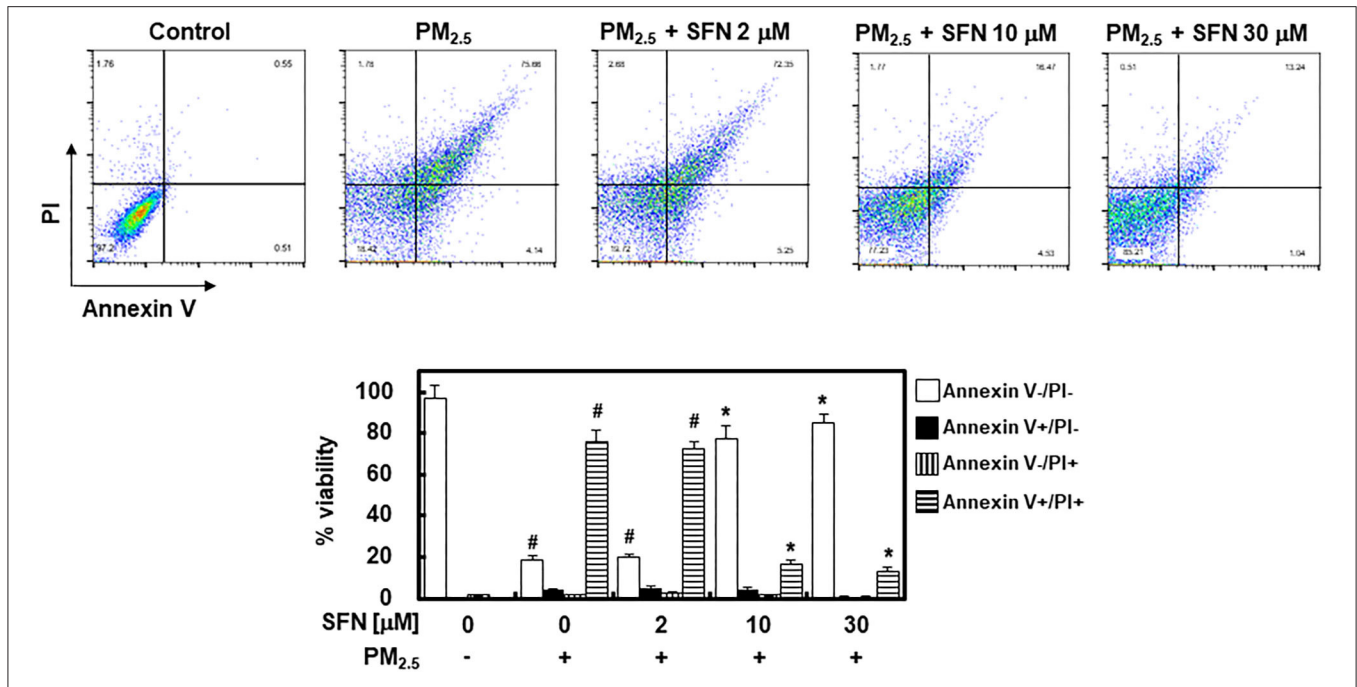 Control
PM2.5
PM2.5 + SFN 2 μM
PM2.5 + SFN 10 μM
PM2.5 + SFN 30 μM
1.76 0.55
1.78 75.66
2.68 72.35
1.77 16.47
0.51 13.24
97.2 0.51
18.42 4.14
19.72 5.25
77.23 4.53
85.21 1.04
PI
Annexin V
% viability
100
80
60
40
20
0
# # # # * * * *
Annexin V-/PI-
Annexin V+/PI-
Annexin V-/PI+
Annexin V+/PI+
SFN [μM] 0 0 2 10 30
PM2.5 - + + + +